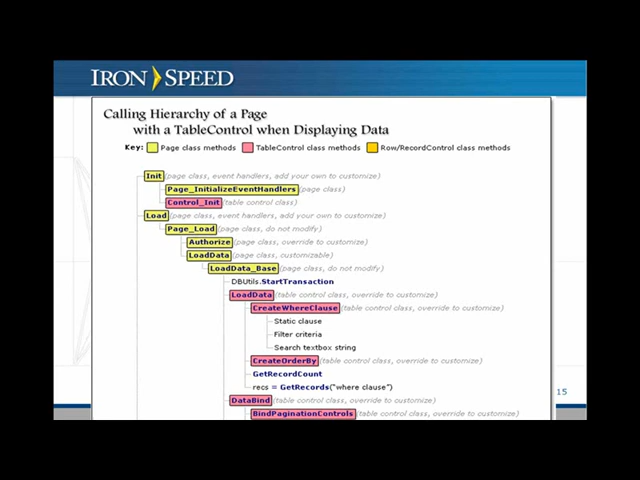 IRON SPEED
Calling Hierarchy of a Page
with a TableControl when Displaying Data
Key: Page class methods TableControl class methods Row/RecordControl class methods
Init (page class, event handlers, add your own to customize)
Page_InitializeEventHandlers (page class)
Control_Init (table control class)
Load (page class, event handlers, add your own to customize)
Page_Load (page class, do not modify)
Authorize (page class, override to customize)
LoadData (page class, customizable)
LoadData_Base (page class, do not modify)
DBUtils.StartTransaction
LoadData (table control class, override to customize)
CreateWhereClause (table control class, override to customize)
Static clause
Filter criteria
Search textbox string
CreateOrderBy (table control class, override to customize)
GetRecordCount
recs = GetRecords("where clause")
15
DataBind (table control class, override to customize)
BindPaginationControls (table control class, override to customize)